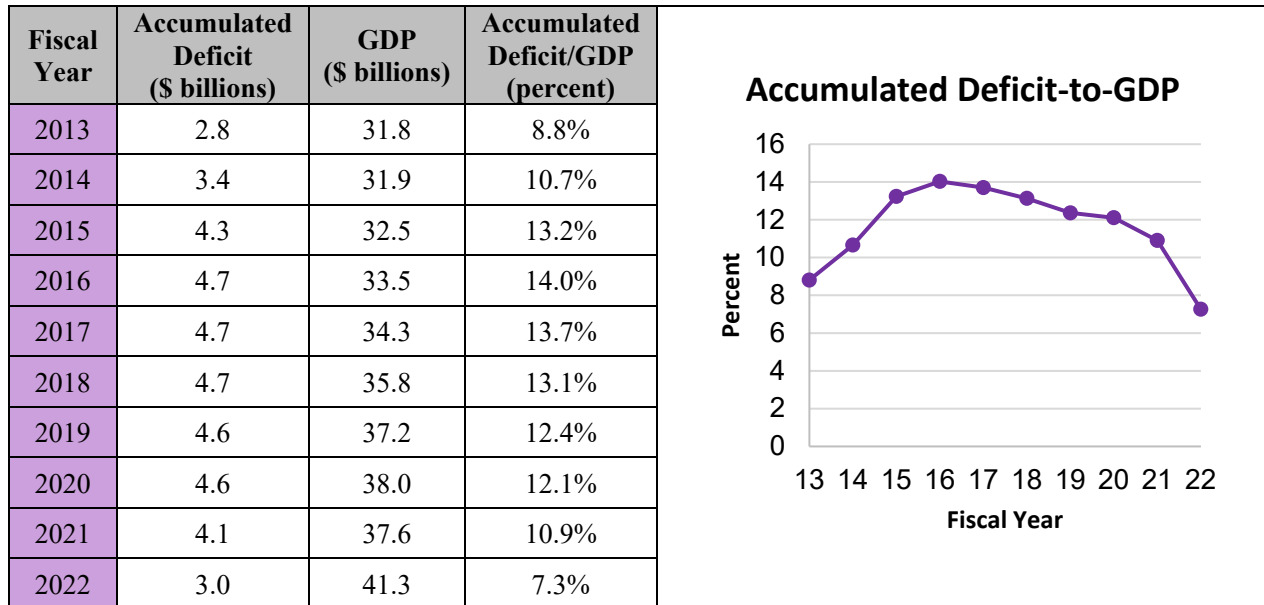 Fiscal Year
Accumulated Deficit ($ billions)
GDP ($ billions)
Accumulated Deficit/GDP (percent)
2013 2.8 31.8 8.8%
2014 3.4 31.9 10.7%
2015 4.3 32.5 13.2%
2016 4.7 33.5 14.0%
2017 4.7 34.3 13.7%
2018 4.7 35.8 13.1%
2019 4.6 37.2 12.4%
2020 4.6 38.0 12.1%
2021 4.1 37.6 10.9%
2022 3.0 41.3 7.3%
Accumulated Deficit-to-GDP
Percent
16
14
12
10
8
6
4
2
0
13 14 15 16 17 18 19 20 21 22
Fiscal Year